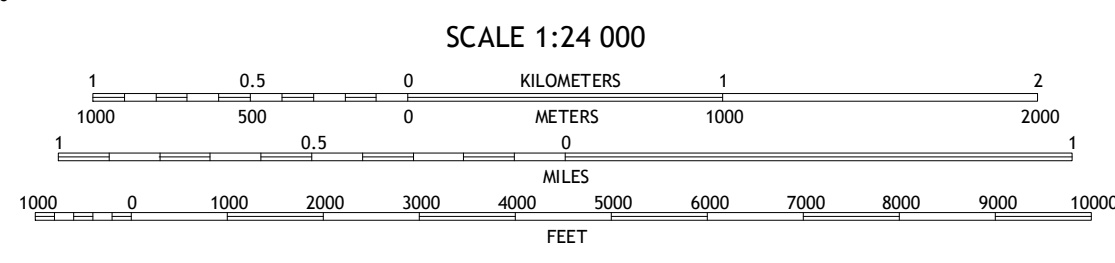 SCALE 1:24 000
1 0.5 0 KILOMETERS 1 2
1000 500 0 METERS 1000 2000
1 0.5 0 1
MILES
1000 0 1000 2000 3000 4000 5000 6000 7000 8000 9000 10000
FEET